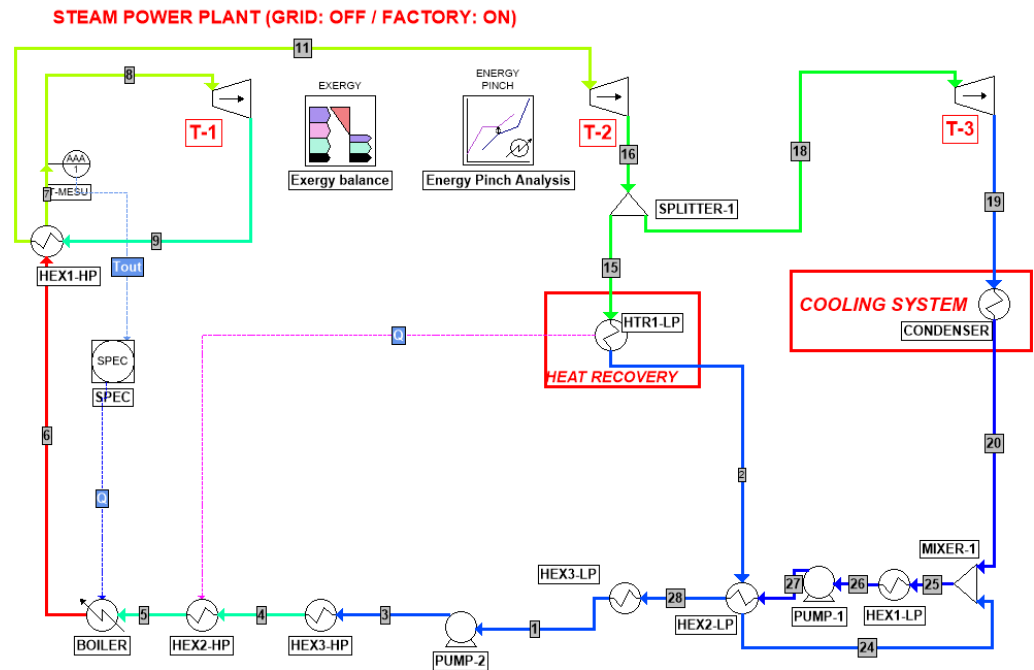 STEAM POWER PLANT (GRID: OFF / FACTORY: ON)
11
8
EXERGY
ENERGY
PINCH
T-1
T-2
T-3
Exergy balance
Energy Pinch Analysis
16
18
AAA
1
T-MESU
7
SPLITTER-1
19
9
HEX1-HP
Tout
15
COOLING SYSTEM
CONDENSER
HTR1-LP
Q
HEAT RECOVERY
SPEC
SPEC
6
20
2
Q
MIXER-1
HEX3-LP
27
26
25
28
PUMP-1
HEX1-LP
5
4
3
1
HEX2-LP
24
BOILER
HEX2-HP
HEX3-HP
PUMP-2